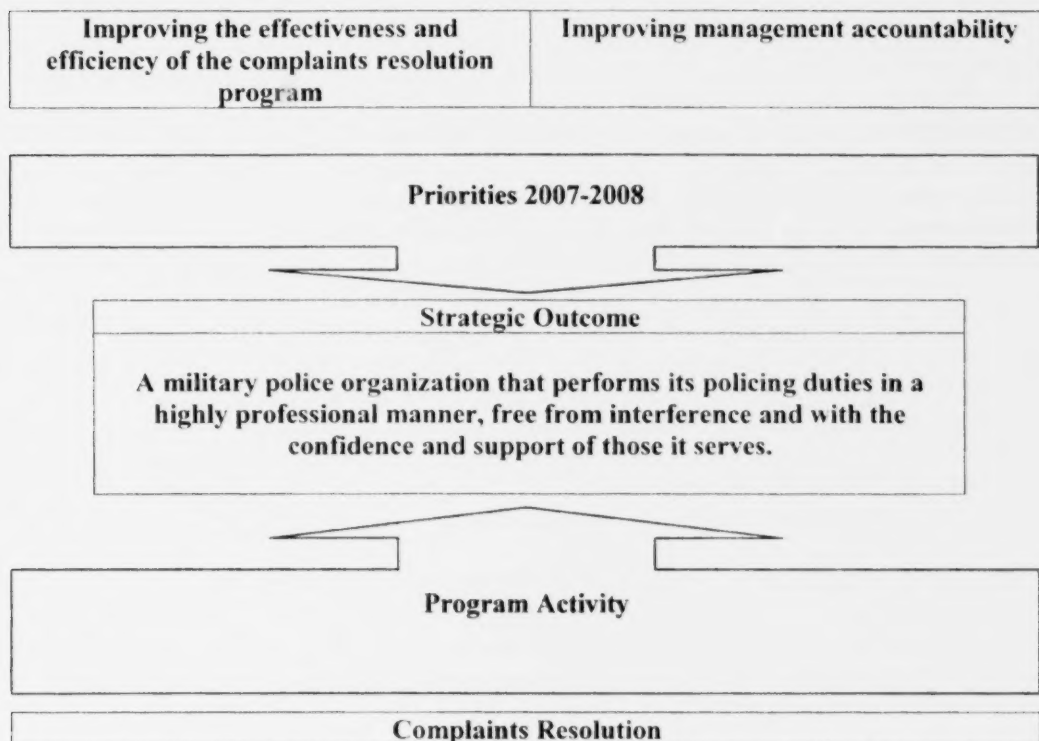 Improving the effectiveness and
efficiency of the complaints resolution
program
Improving management accountability
Priorities 2007-2008
Strategic Outcome
A military police organization that performs its policing duties in a
highly professional manner, free from interference and with the
confidence and support of those it serves.
Program Activity
Complaints Resolution